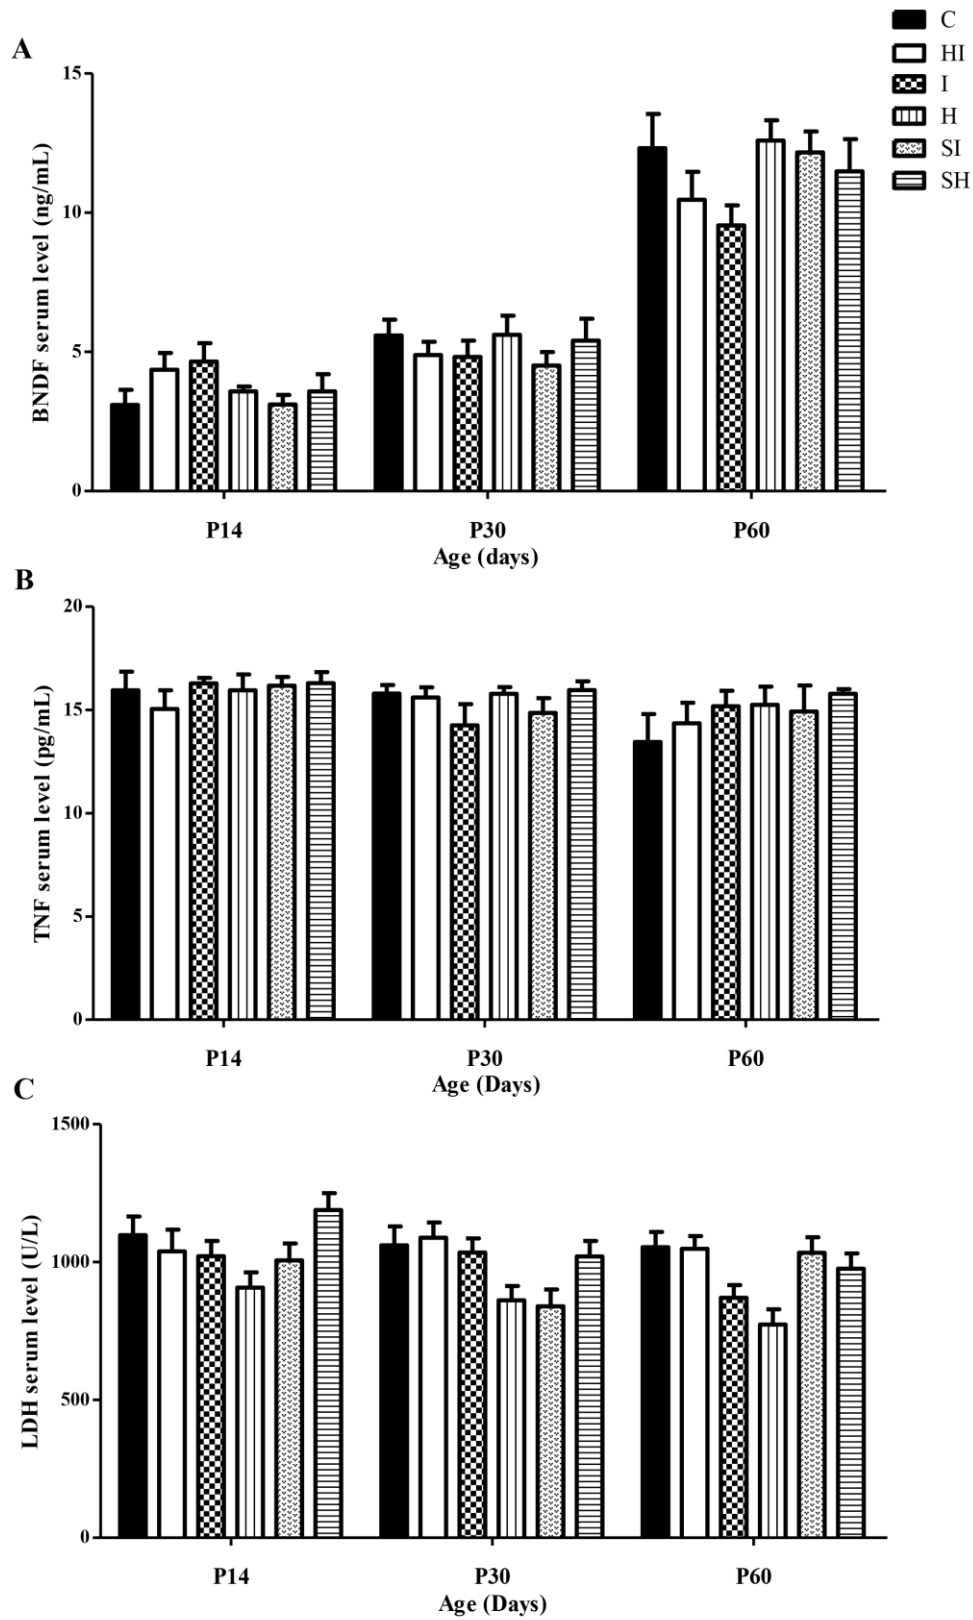 C
HI
I
H
SI
SH
A
BNDF serum level (ng/mL)
15
10
5
0
P14 P30 P60
Age (days)
B
TNF serum level (pg/mL)
20
15
10
5
0
P14 P30 P60
Age (Days)
C
LDH serum level (U/L)
1500
1000
500
0
P14 P30 P60
Age (Days)